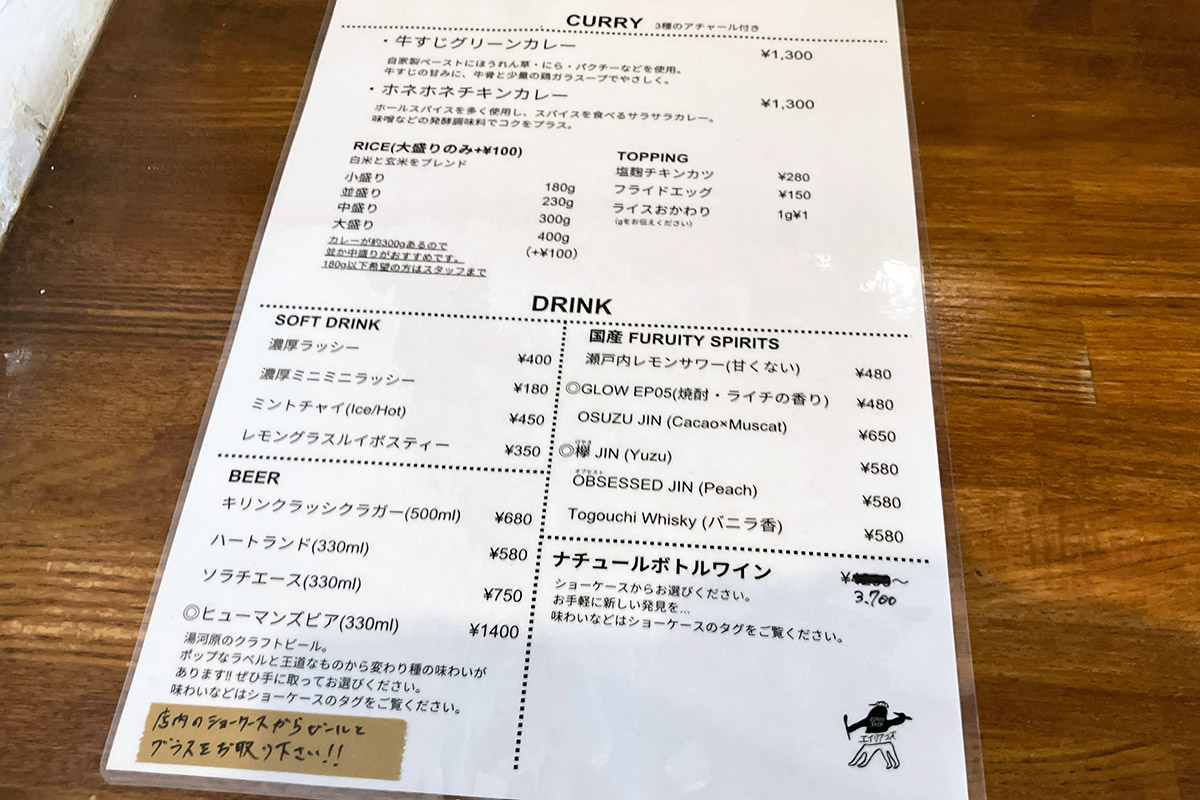 CURRY 3種のアチャール付き
・牛すじグリーンカレー ¥1,300
自家製ペーストにほうれん草・にら・パクチーなどを使用。
牛すじの甘みに、牛骨と少量の鶏ガラスープでやさしく。
・ホネホネチキンカレー ¥1,300
ホールスパイスを多く使用し、スパイスを食べるサラサラカレー。
味噌などの発酵調味料でコクをプラス。
RICE(大盛りのみ+¥100)
白米と玄米をブレンド
小盛り 180g
並盛り 230g
中盛り 300g
大盛り 400g
(+¥100)
カレーが約300gあるので
並か中盛りがおすすめです。
180g以下希望の方はスタッフまで
TOPPING
塩麹チキンカツ ¥280
フライドエッグ ¥150
ライスおかわり 1g¥1
(gをお伝えください)
DRINK
SOFT DRINK
濃厚ラッシー ¥400
濃厚ミニミニラッシー ¥180
ミントチャイ(Ice/Hot) ¥450
レモングラスルイボスティー ¥350
BEER
キリンクラッシクラガー(500ml) ¥680
ハートランド(330ml) ¥580
ソラチエース(330ml) ¥750
◎ヒューマンズビア(330ml) ¥1400
湯河原のクラフトビール。
ポップなラベルと王道なものから変わり種の味わいが
あります!! ぜひ手に取ってお選びください。
味わいなどはショーケースのタグをご覧ください。
店内のショーケースからビールと
グラスをお取り下さい!!
国産 FURUITY SPIRITS
瀬戸内レモンサワー(甘くない) ¥480
◎GLOW EP05(焼酎・ライチの香り) ¥480
OSUZU JIN (Cacao×Muscat) ¥650
けやき
◎欅 JIN (Yuzu) ¥580
オブセスト
OBSESSED JIN (Peach) ¥580
Togouchi Whisky (バニラ香) ¥580
ナチュールボトルワイン ¥ ～
3,700
ショーケースからお選びください。
お手軽に新しい発見を...
味わいなどはショーケースのタグをご覧ください。
エイリアンズ